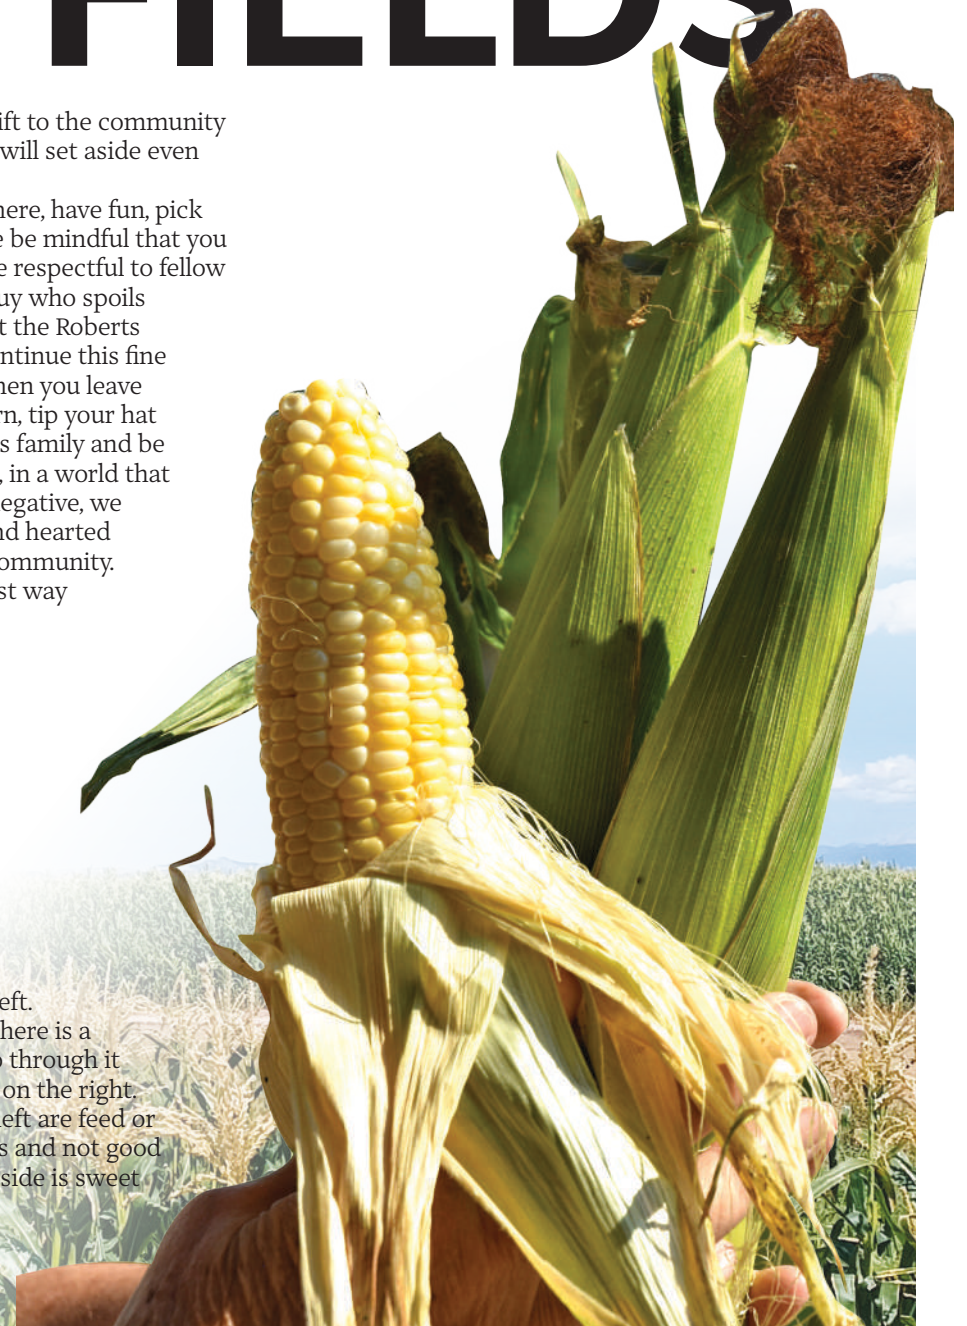 FIELDS
ift to the community
will set aside even
here, have fun, pick
e be mindful that you
e respectful to fellow
uy who spoils
t the Roberts
ntinue this fine
hen you leave
rn, tip your hat
s family and be
, in a world that
egative, we
nd hearted
ommunity.
st way
eft.
here is a
o through it
on the right.
left are feed or
s and not good
side is sweet